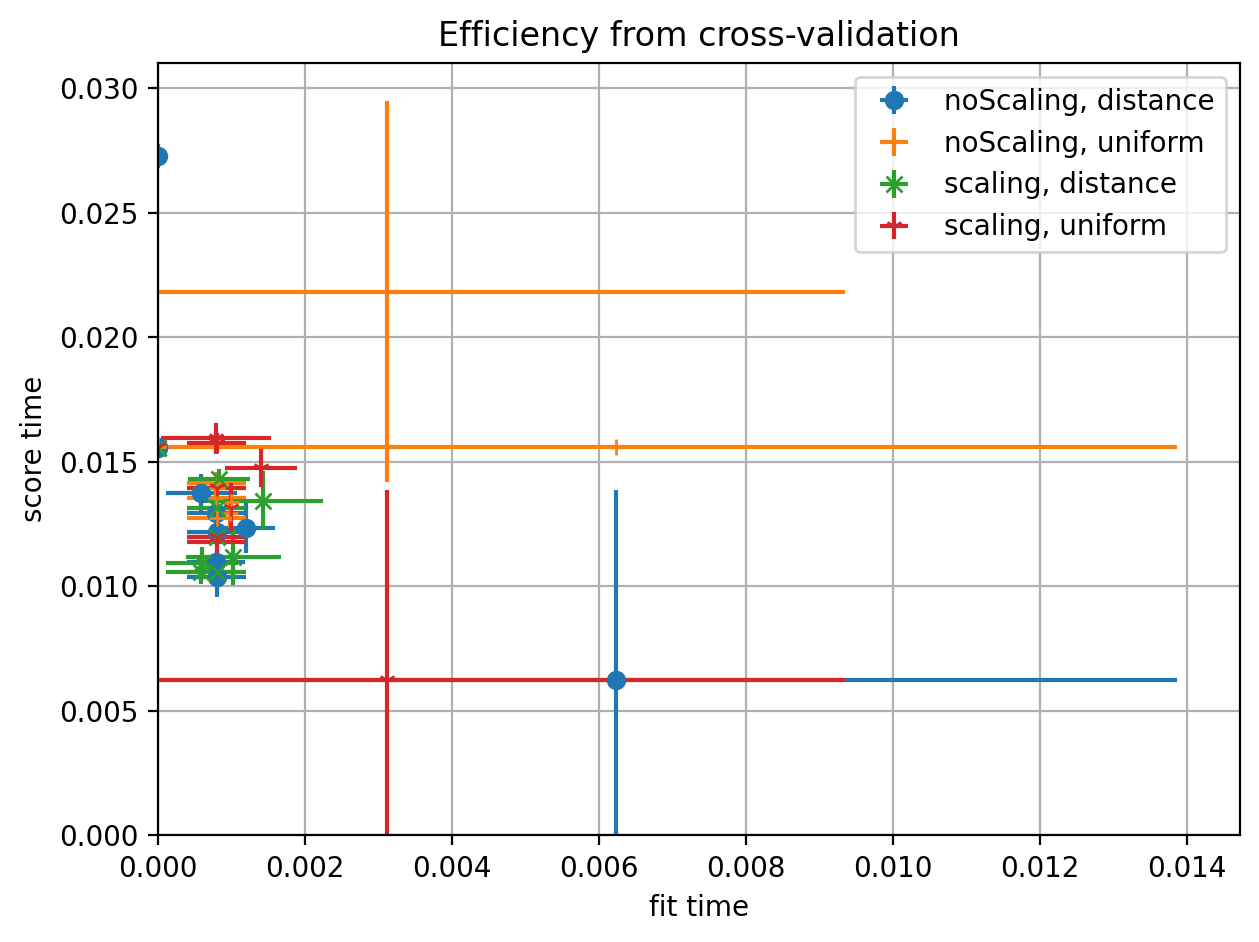 Efficiency from cross-validation
noScaling, distance
noScaling, uniform
scaling, distance
scaling, uniform
score time
0.030
0.025
0.020
0.015
0.010
0.005
0.000
0.000 0.002 0.004 0.006 0.008 0.010 0.012 0.014
fit time